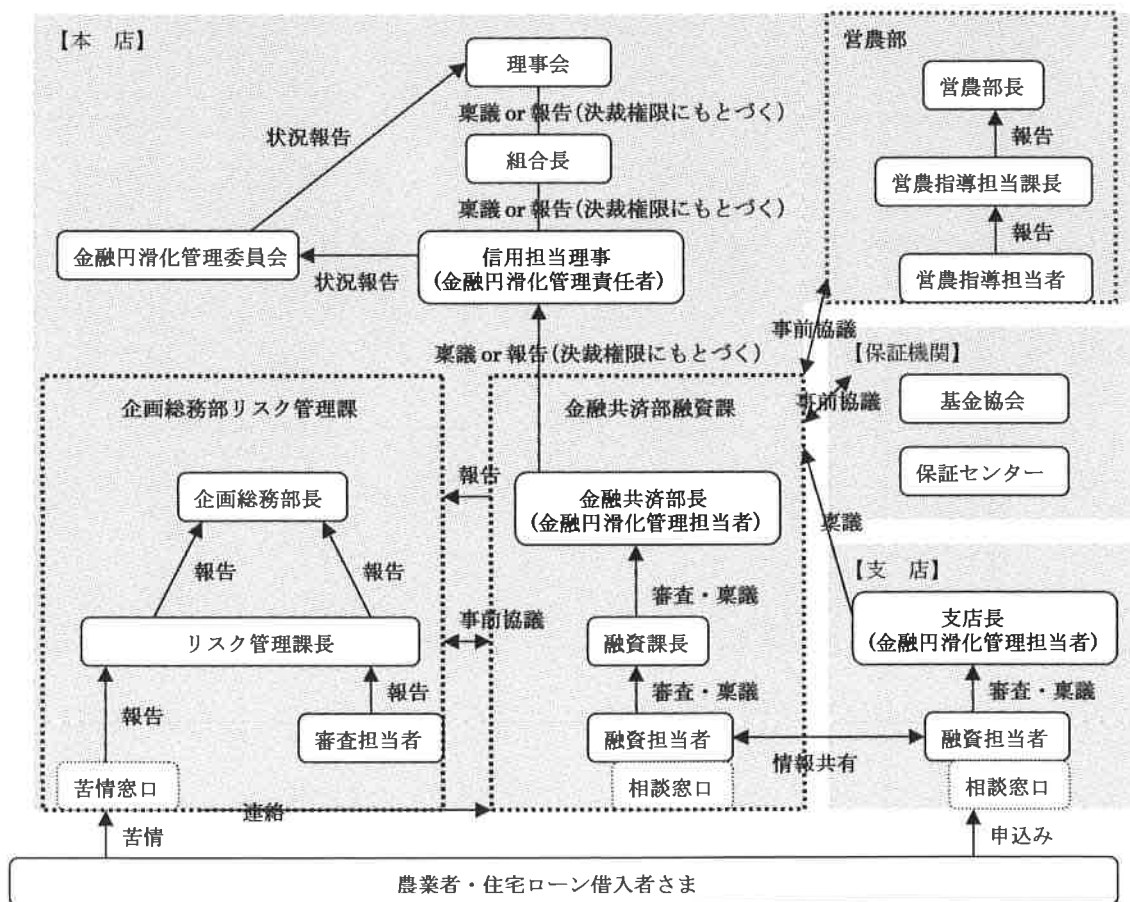 【本　店】
理事会
稟議 or 報告(決裁権限にもとづく)
状況報告
組合長
稟議 or 報告(決裁権限にもとづく)
金融円滑化管理委員会
状況報告
信用担当理事
(金融円滑化管理責任者)
稟議 or 報告(決裁権限にもとづく)
営農部
営農部長
報告
営農指導担当課長
報告
営農指導担当者
事前協議
【保証機関】
事前協議
基金協会
保証センター
企画総務部リスク管理課
企画総務部長
報告
報告
リスク管理課長
報告
報告
審査担当者
苦情窓口
報告
事前協議
連絡
金融共済部融資課
金融共済部長
(金融円滑化管理担当者)
審査・稟議
融資課長
審査・稟議
融資担当者
相談窓口
情報共有
稟議
【支　店】
支店長
(金融円滑化管理担当者)
審査・稟議
融資担当者
相談窓口
苦情
申込み
農業者・住宅ローン借入者さま